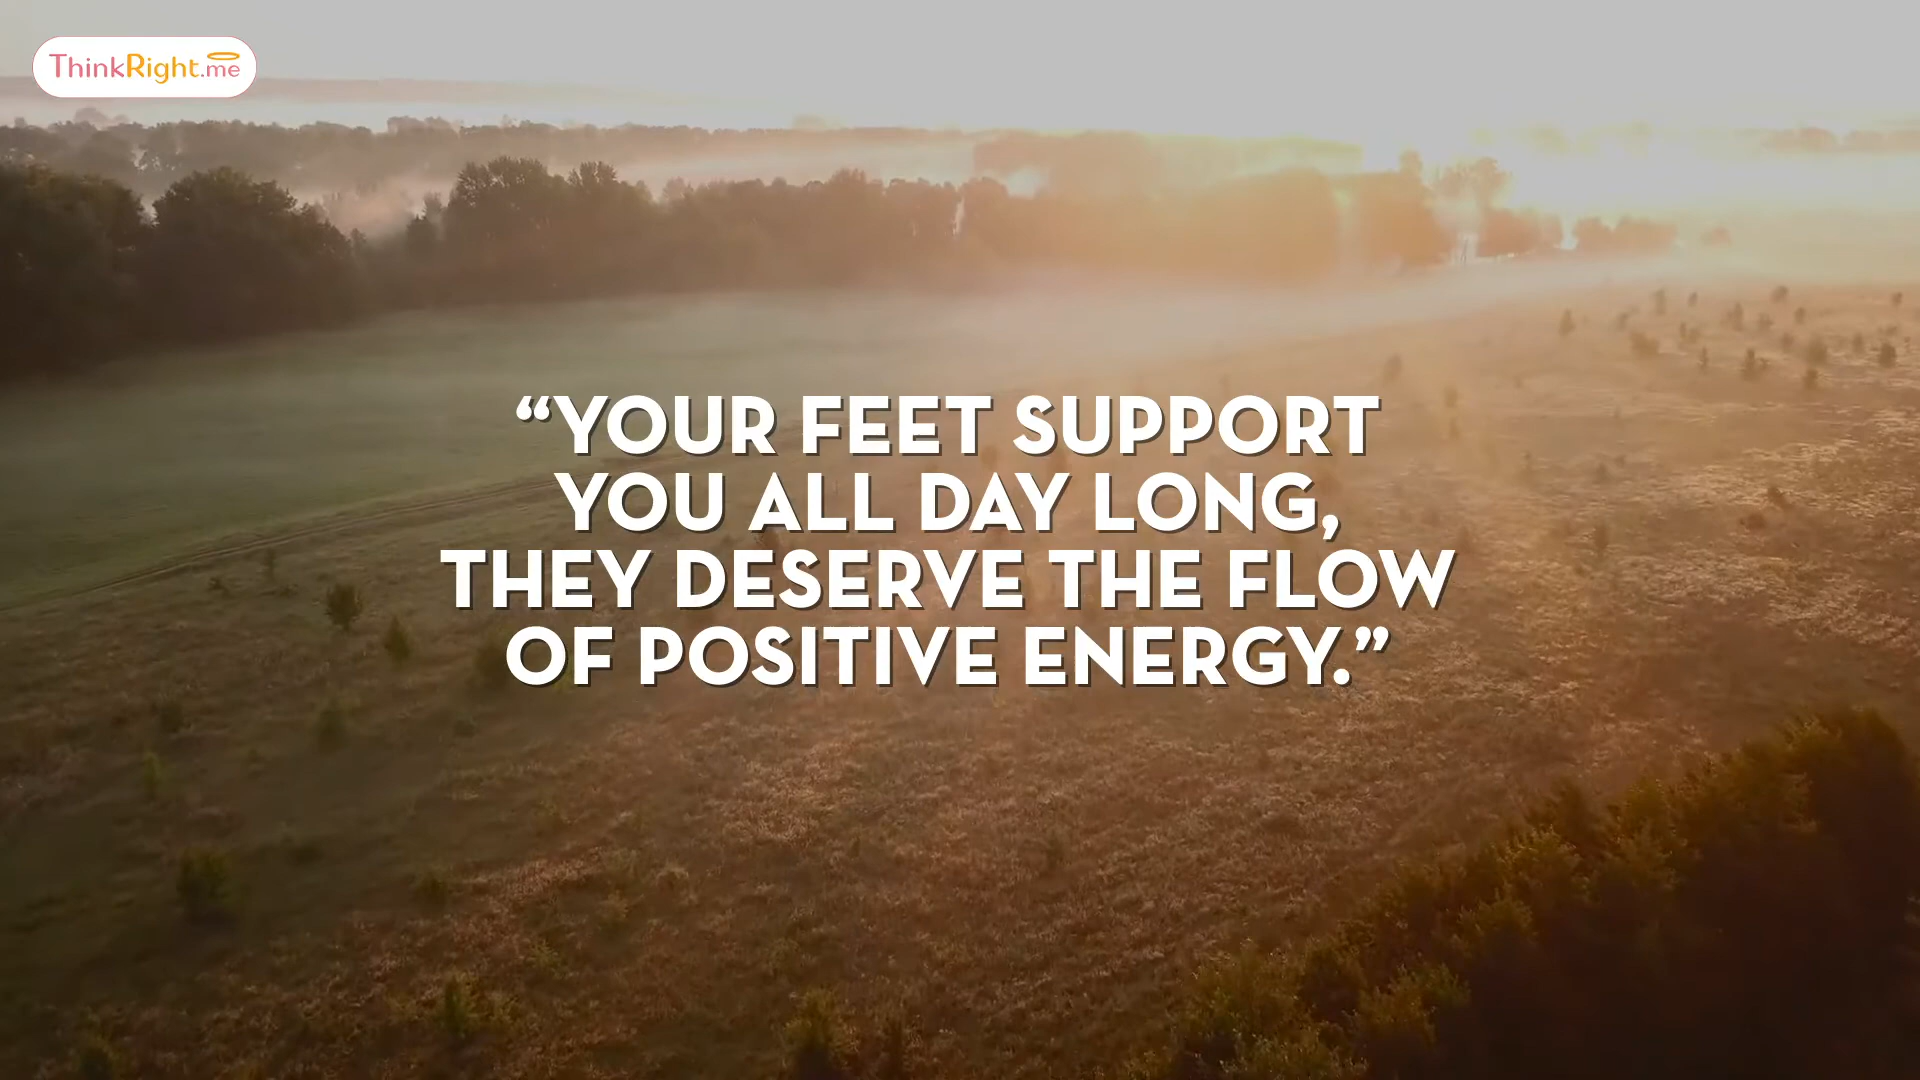 ThinkRight.me
“YOUR FEET SUPPORT
YOU ALL DAY LONG,
THEY DESERVE THE FLOW
OF POSITIVE ENERGY.”